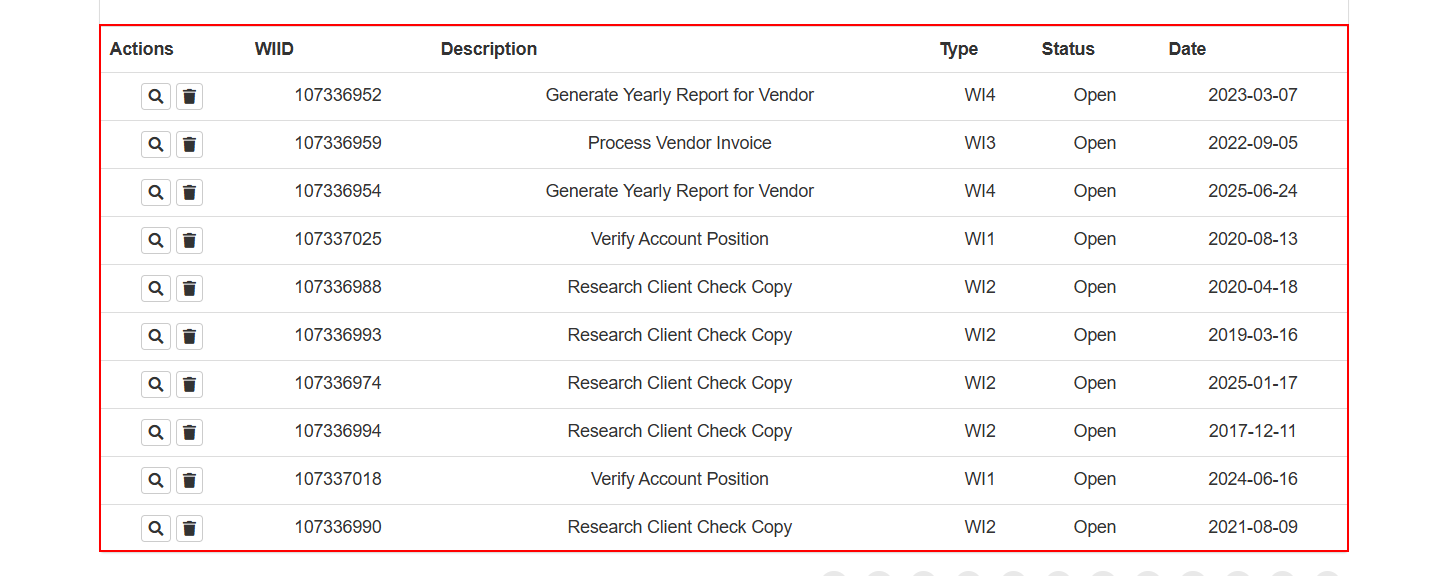 Actions WIID Description Type Status Date
107336952 Generate Yearly Report for Vendor WI4 Open 2023-03-07
107336959 Process Vendor Invoice WI3 Open 2022-09-05
107336954 Generate Yearly Report for Vendor WI4 Open 2025-06-24
107337025 Verify Account Position WI1 Open 2020-08-13
107336988 Research Client Check Copy WI2 Open 2020-04-18
107336993 Research Client Check Copy WI2 Open 2019-03-16
107336974 Research Client Check Copy WI2 Open 2025-01-17
107336994 Research Client Check Copy WI2 Open 2017-12-11
107337018 Verify Account Position WI1 Open 2024-06-16
107336990 Research Client Check Copy WI2 Open 2021-08-09